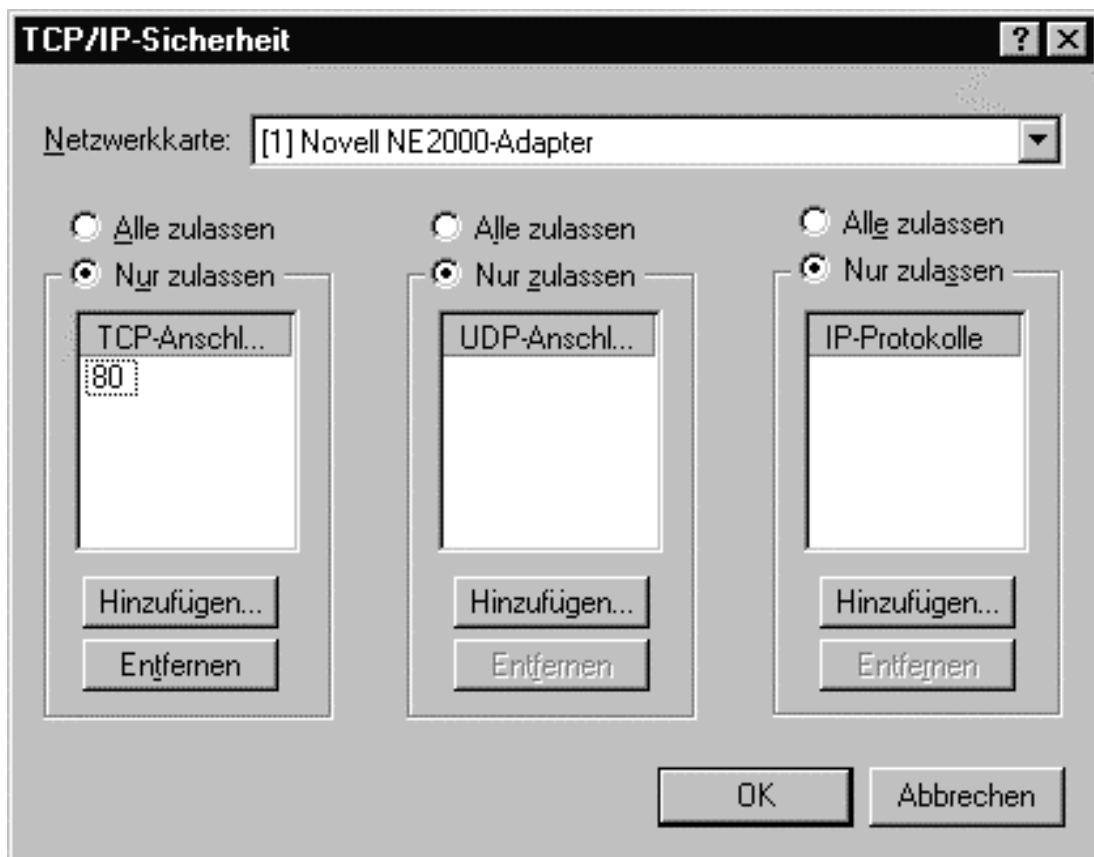 TCP/IP-Sicherheit
Netzwerkkarte: [1] Novell NE2000-Adapter
Alle zulassen Alle zulassen Alle zulassen
Nur zulassen Nur zulassen Nur zulassen
TCP-Anschl... UDP-Anschl... IP-Protokolle
80
Hinzufügen... Hinzufügen... Hinzufügen...
Entfernen Entfernen Entfernen
OK Abbrechen